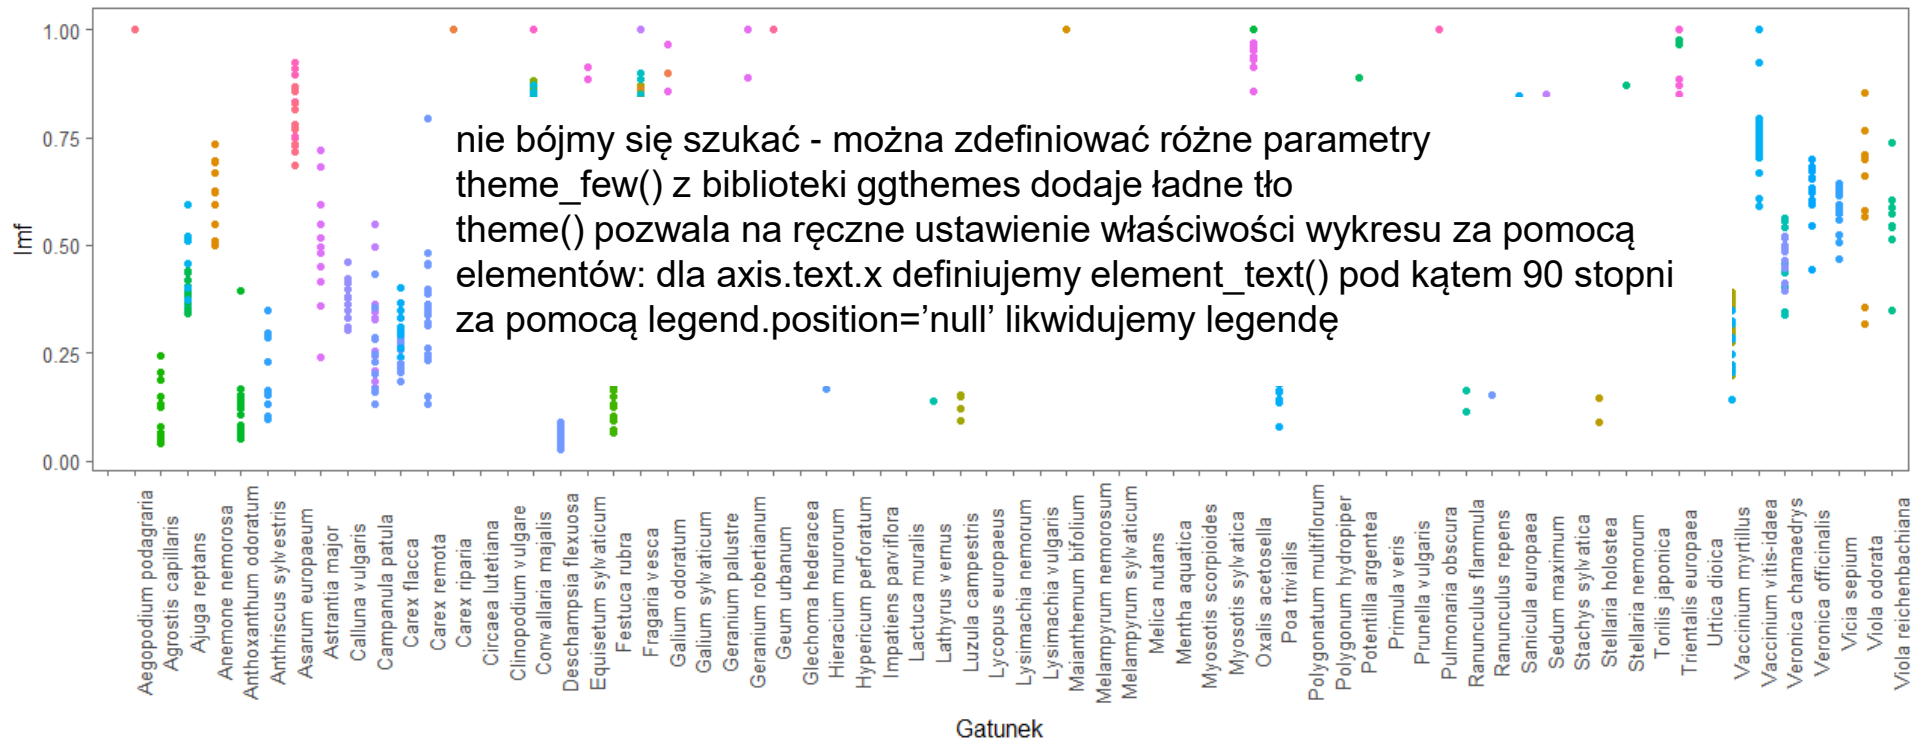 1.00
0.75
0.50
0.25
0.00
lmf
nie bójmy się szukać - można zdefiniować różne parametry
theme_few() z biblioteki ggthemes dodaje ładne tło
theme() pozwala na ręczne ustawienie właściwości wykresu za pomocą
elementów: dla axis.text.x definiujemy element_text() pod kątem 90 stopni
za pomocą legend.position=’null’ likwidujemy legendę
Aegopodium podagraria
Agrostis capillaris
Ajuga reptans
Anemone nemorosa
Anthoxanthum odoratum
Anthriscus sylvestris
Asarum europaeum
Astrantia major
Calluna vulgaris
Campanula patula
Carex flacca
Carex remota
Carex riparia
Circaea lutetiana
Clinopodium vulgare
Convallaria majalis
Deschampsia flexuosa
Equisetum sylvaticum
Festuca rubra
Fragaria vesca
Galium odoratum
Galium sylvaticum
Geranium palustre
Geranium robertianum
Geum urbanum
Glechoma hederacea
Hieracium murorum
Hypericum perforatum
Impatiens parviflora
Lactuca muralis
Lathyrus vernus
Luzula campestris
Lycopus europaeus
Lysimachia nemorum
Lysimachia vulgaris
Maianthemum bifolium
Melampyrum nemorosum
Melampyrum sylvaticum
Melica nutans
Mentha aquatica
Myosotis scorpioides
Myosotis sylvatica
Oxalis acetosella
Poa trivialis
Polygonatum multiflorum
Polygonum hydropiper
Potentilla argentea
Primula veris
Prunella vulgaris
Pulmonaria obscura
Ranunculus flammula
Ranunculus repens
Sanicula europaea
Sedum maximum
Stachys sylvatica
Stellaria holostea
Stellaria nemorum
Torilis japonica
Trientalis europaea
Urtica dioica
Vaccinium myrtillus
Vaccinium vitis-idaea
Veronica chamaedrys
Veronica officinalis
Vicia sepium
Viola odorata
Viola reichenbachiana
Gatunek